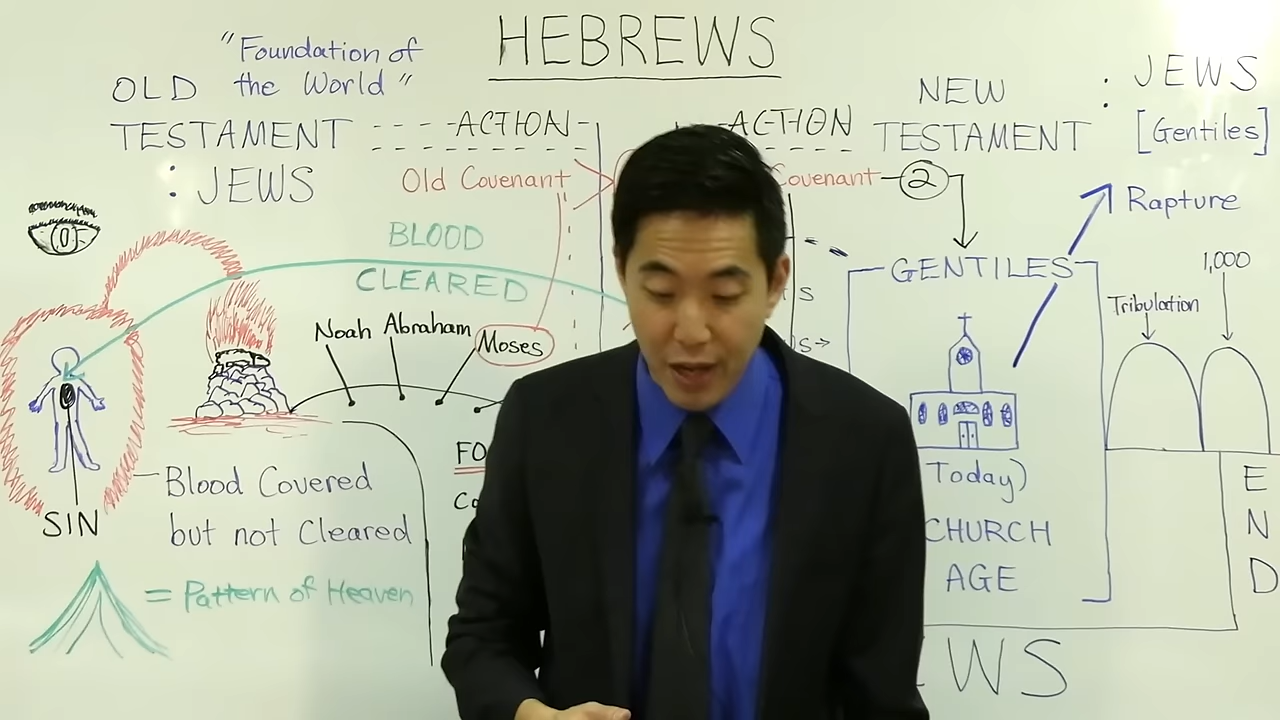 HEBREWS
"Foundation of
the World"
OLD
TESTAMENT
: JEWS
ACTION
Old Covenant
BLOOD
CLEARED
Noah Abraham
Moses
SIN
Blood Covered
but not Cleared
= Pattern of Heaven
ACTION
Covenant
2
NEW
TESTAMENT
: JEWS
[Gentiles]
Rapture
GENTILES
1,000
Tribulation
Today)
CHURCH
AGE
END
WS